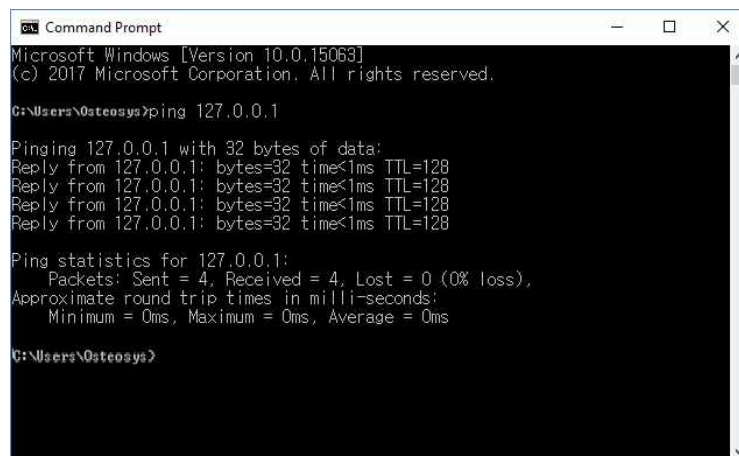 Command Prompt
Microsoft Windows [Version 10.0.15063]
(c) 2017 Microsoft Corporation. All rights reserved.
C:\Users\Osteosys>ping 127.0.0.1
Pinging 127.0.0.1 with 32 bytes of data:
Reply from 127.0.0.1: bytes=32 time<1ms TTL=128
Reply from 127.0.0.1: bytes=32 time<1ms TTL=128
Reply from 127.0.0.1: bytes=32 time<1ms TTL=128
Reply from 127.0.0.1: bytes=32 time<1ms TTL=128
Ping statistics for 127.0.0.1:
Packets: Sent = 4, Received = 4, Lost = 0 (0% loss),
Approximate round trip times in milli-seconds:
Minimum = 0ms, Maximum = 0ms, Average = 0ms
C:\Users\Osteosys>